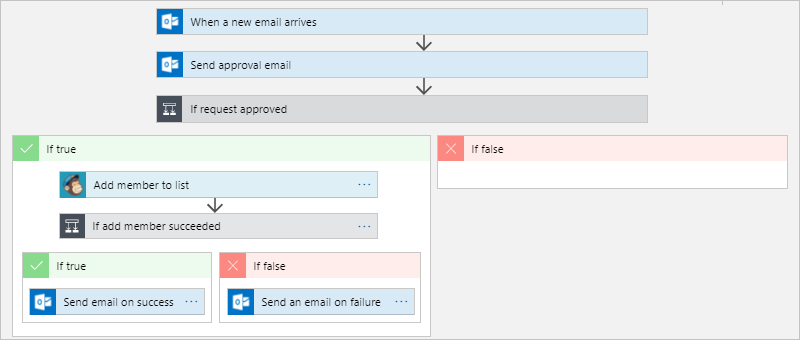 When a new email arrives
Send approval email
If request approved
If true
If false
Add member to list
If add member succeeded
If true
If false
Send email on success
Send an email on failure